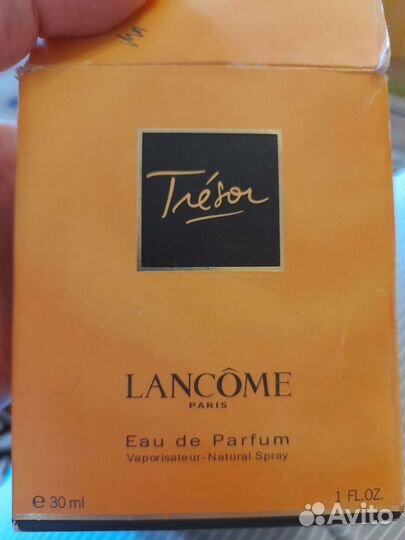 Trésor
LANCÔME
PARIS
Eau de Parfum
Vaporisateur-Natural Spray
e 30 ml
1 FL.OZ.
Avito